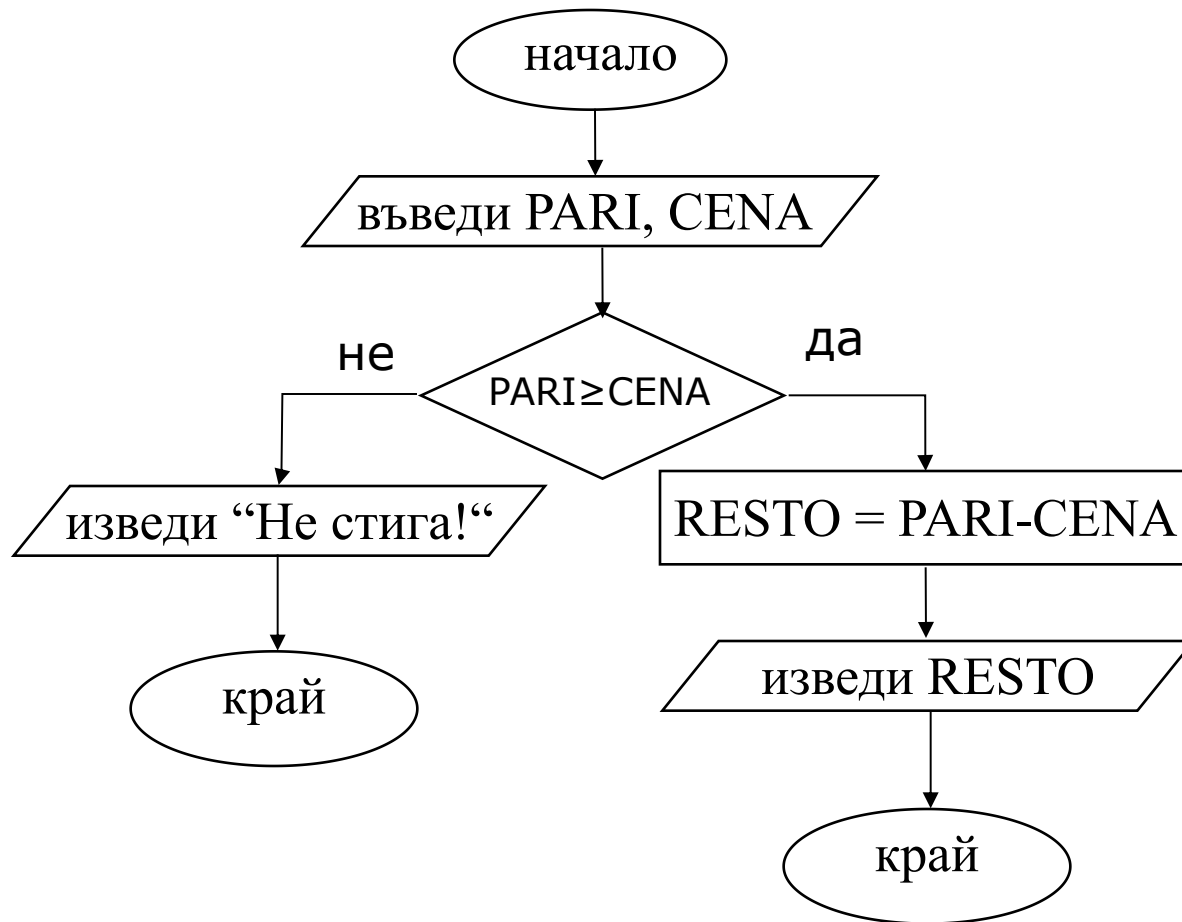 начало
въведи PARI, CENA
не
да
PARI≥CENA
изведи “Не стига!“
RESTO = PARI-CENA
край
изведи RESTO
край